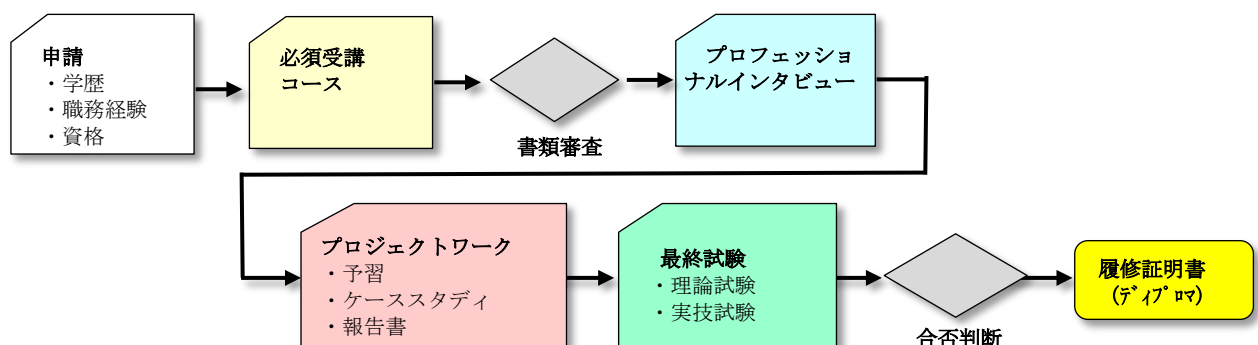 申請
・学歴
・職務経験
・資格
必須受講
コース
書類審査
プロフェッショ
ナルインタビュー
プロジェクトワーク
・予習
・ケーススタディ
・報告書
最終試験
・理論試験
・実技試験
合否判断
履修証明書
(ﾃﾞｨﾌﾟﾛﾏ)